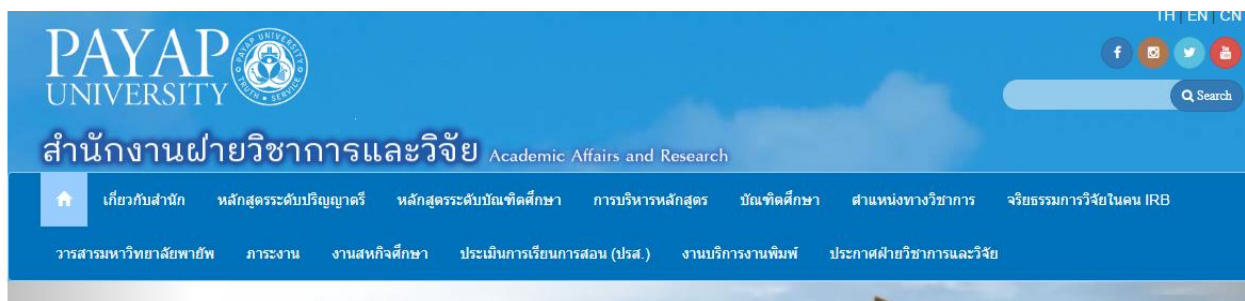 TH | EN | CN
PAYAP
UNIVERSITY
PAYAP UNIVERSITY
TRUTH • SERVICE
Search
สำนักงานฝ่ายวิชาการและวิจัย Academic Affairs and Research
เกี่ยวกับสำนัก หลักสูตรระดับปริญญาตรี หลักสูตรระดับบัณฑิตศึกษา การบริหารหลักสูตร บัณฑิตศึกษา ตำแหน่งทางวิชาการ จริยธรรมการวิจัยในคน IRB
วารสารมหาวิทยาลัยพายัพ ภาระงาน งานสหกิจศึกษา ประเมินการเรียนการสอน (ปรส.) งานบริการงานพิมพ์ ประกาศฝ่ายวิชาการและวิจัย